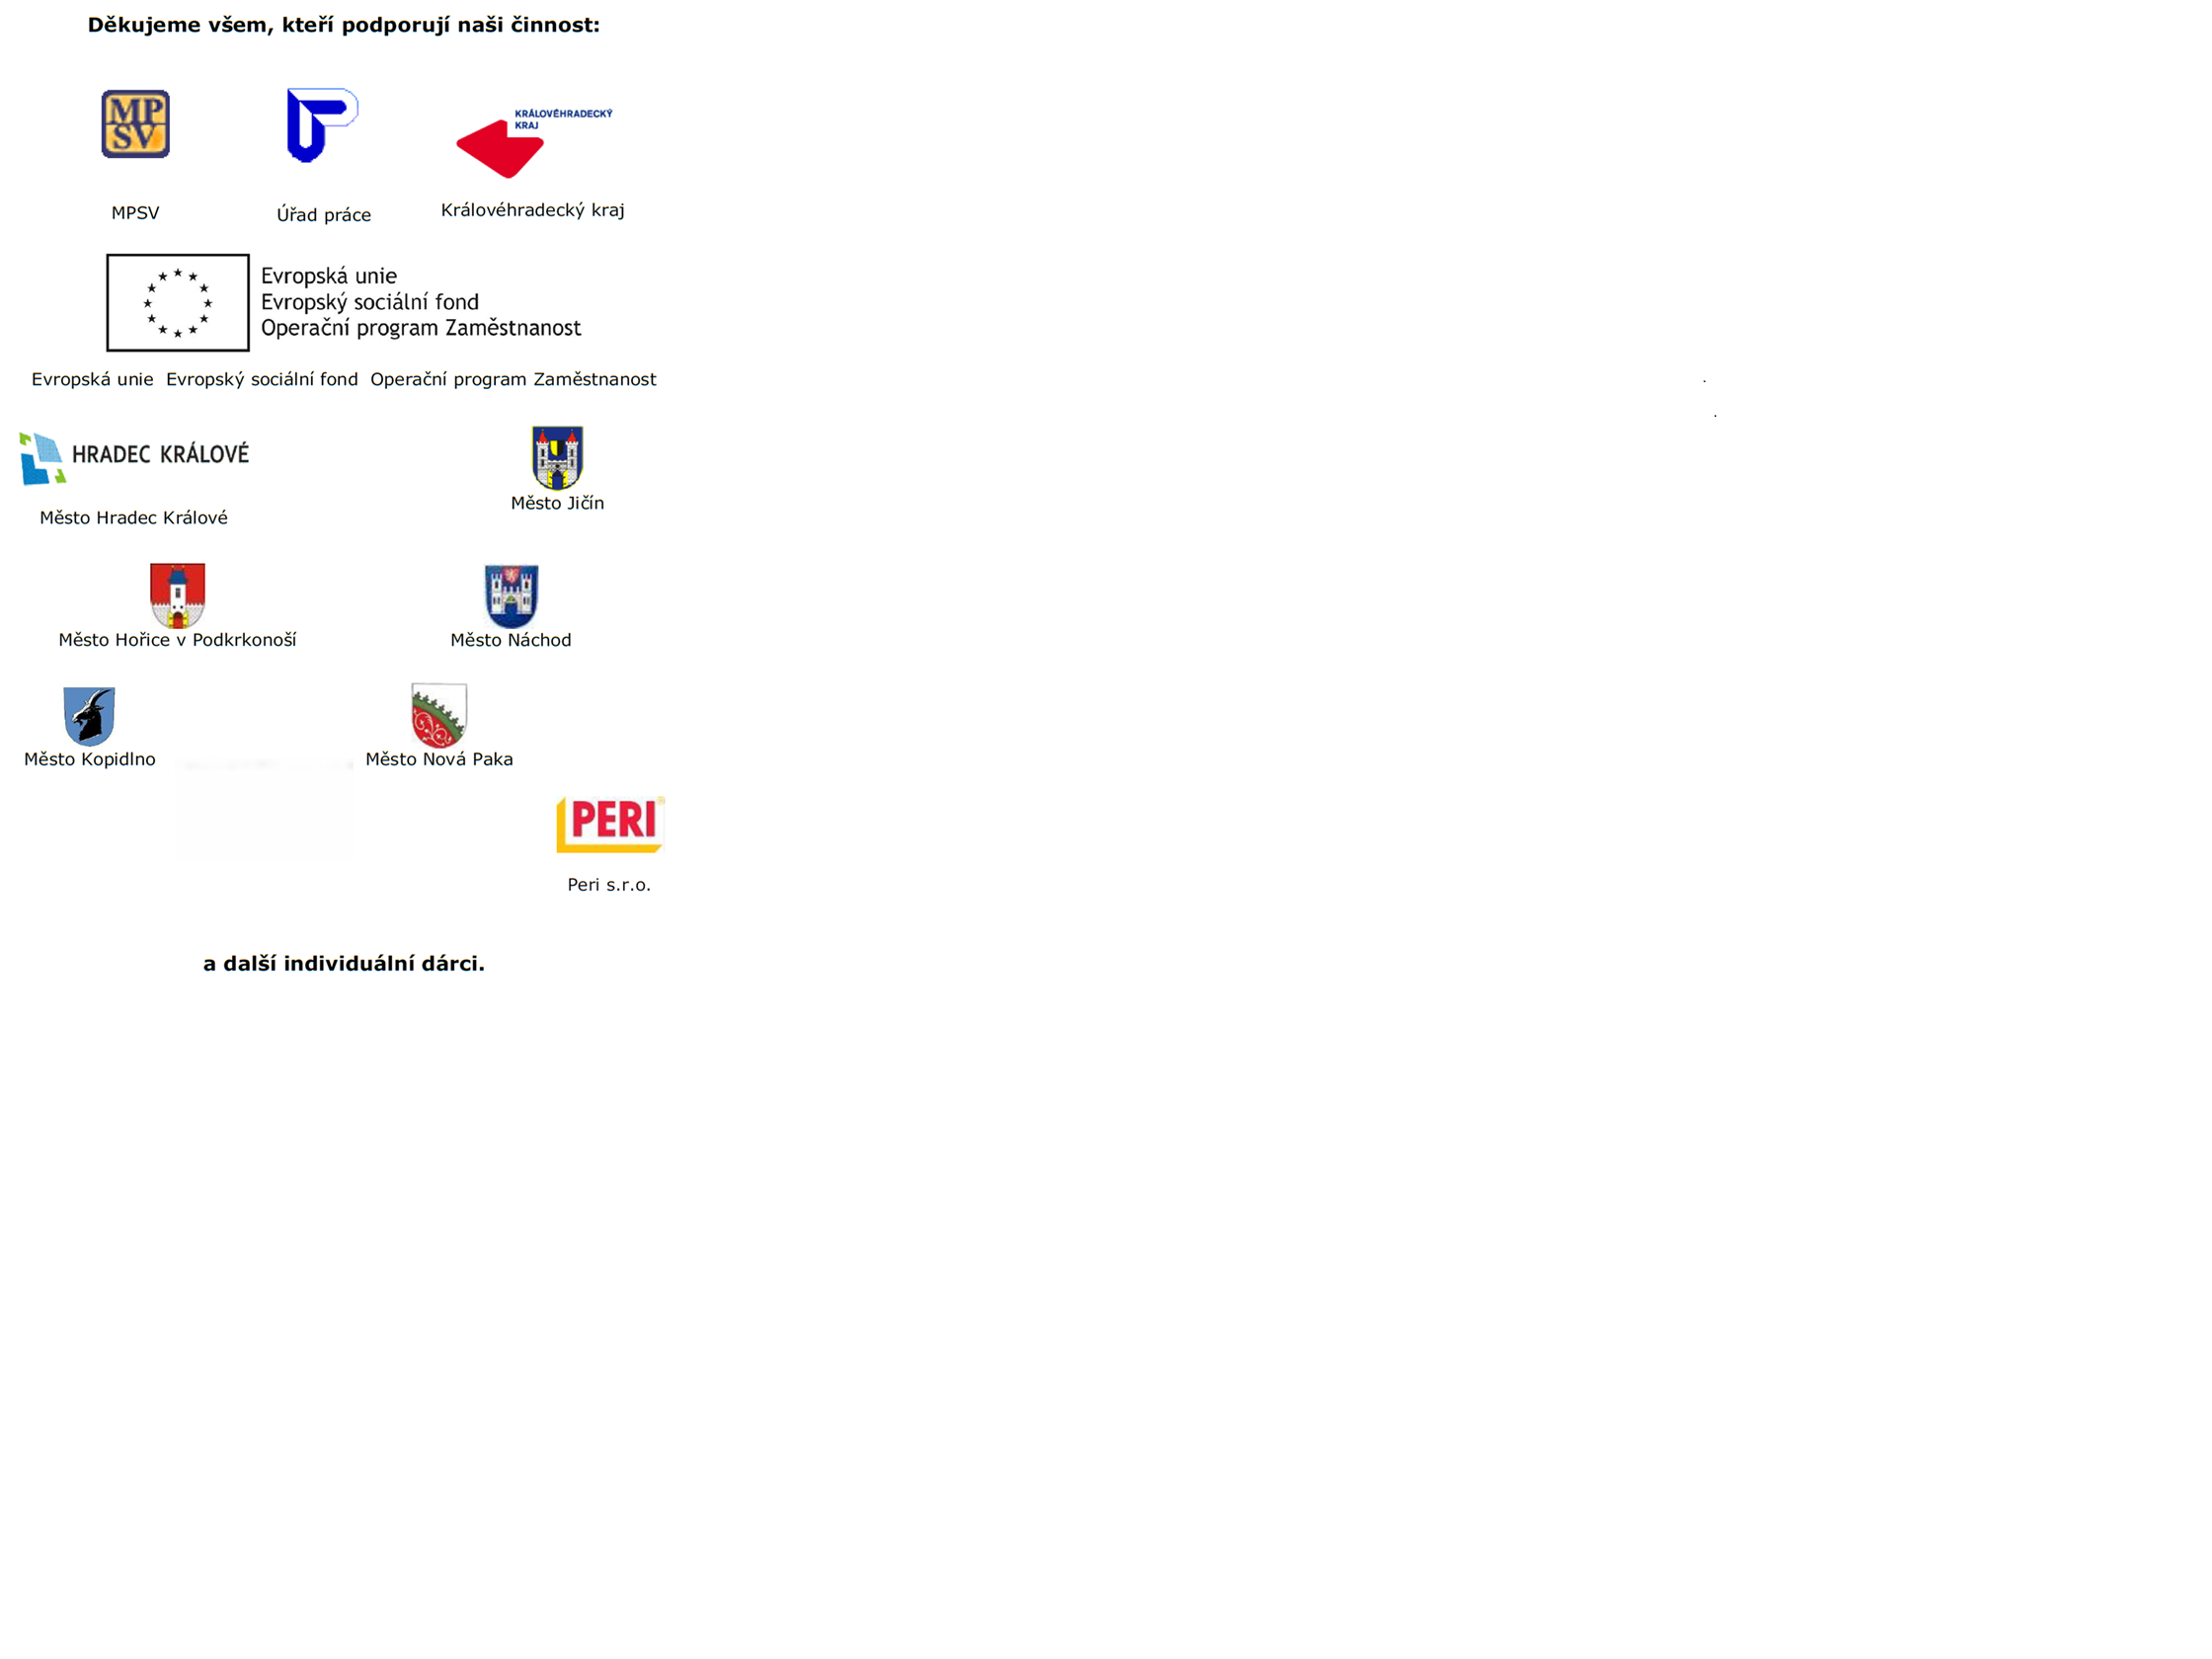 Děkujeme všem, kteří podporují naši činnost:
MP
SV
KRÁLOVÉHRADECKÝ
KRAJ
MPSV
Úřad práce
Královéhradecký kraj
Evropská unie
Evropský sociální fond
Operační program Zaměstnanost
Evropská unie Evropský sociální fond Operační program Zaměstnanost
HRADEC KRÁLOVÉ
Město Jičín
Město Hradec Králové
Město Hořice v Podkrkonoší
Město Náchod
Město Kopidlno
Město Nová Paka
PERI
Peri s.r.o.
a další individuální dárci.